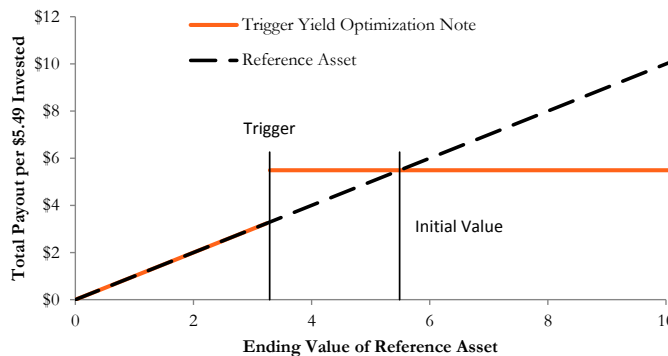 Trigger Yield Optimization Note
Reference Asset
Total Payout per $5.49 Invested
$12
$10
$8
$6
$4
$2
$0
Trigger
Initial Value
0
2
4
6
8
10
Ending Value of Reference Asset